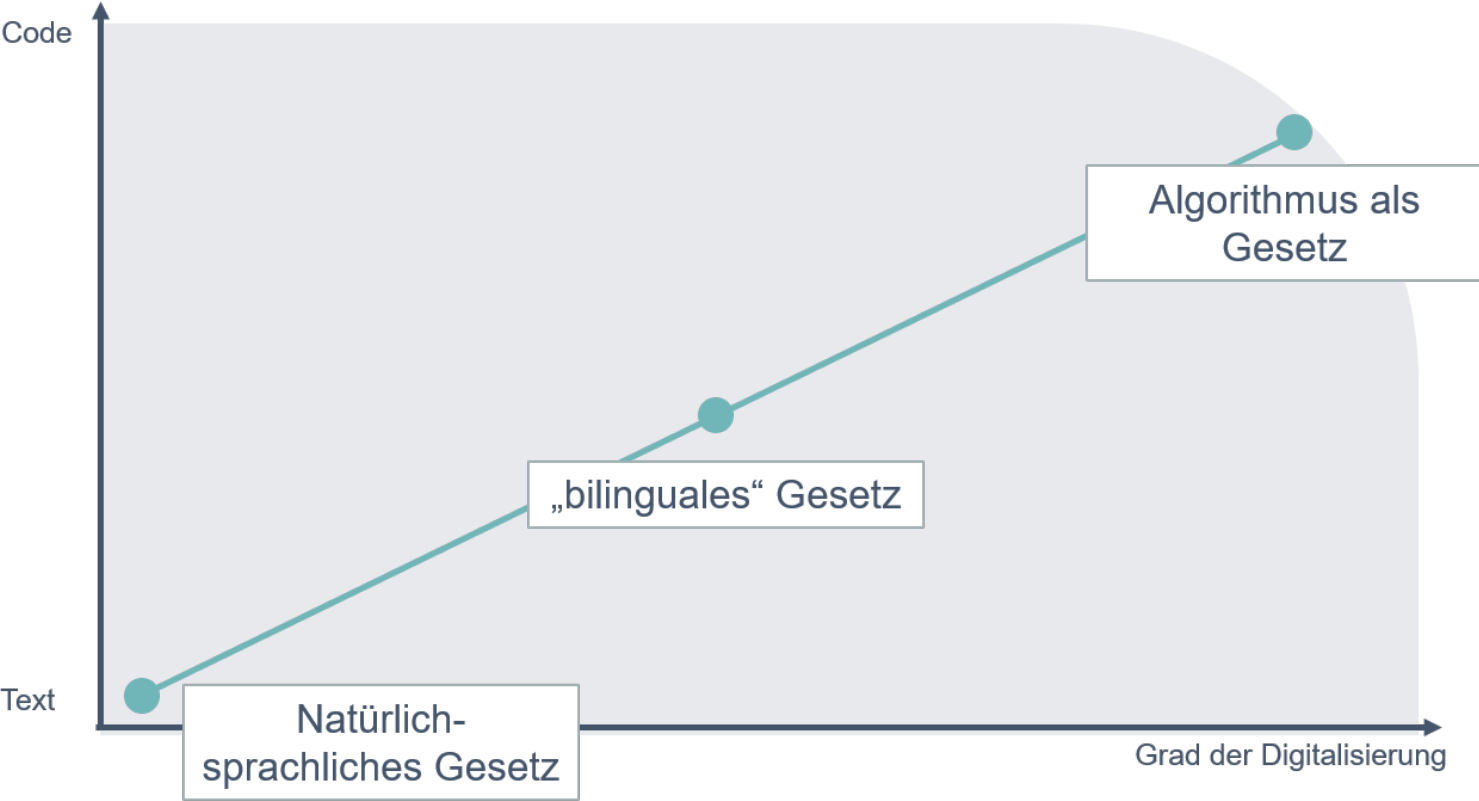 Code
Algorithmus als
Gesetz
„bilinguales“ Gesetz
Text
Natürlich-
sprachliches Gesetz
Grad der Digitalisierung